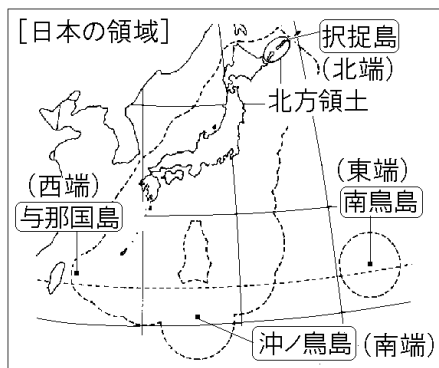 [日本の領域]
択捉島
(北端)
北方領土
(西端)
与那国島
(東端)
南鳥島
沖ノ鳥島 (南端)